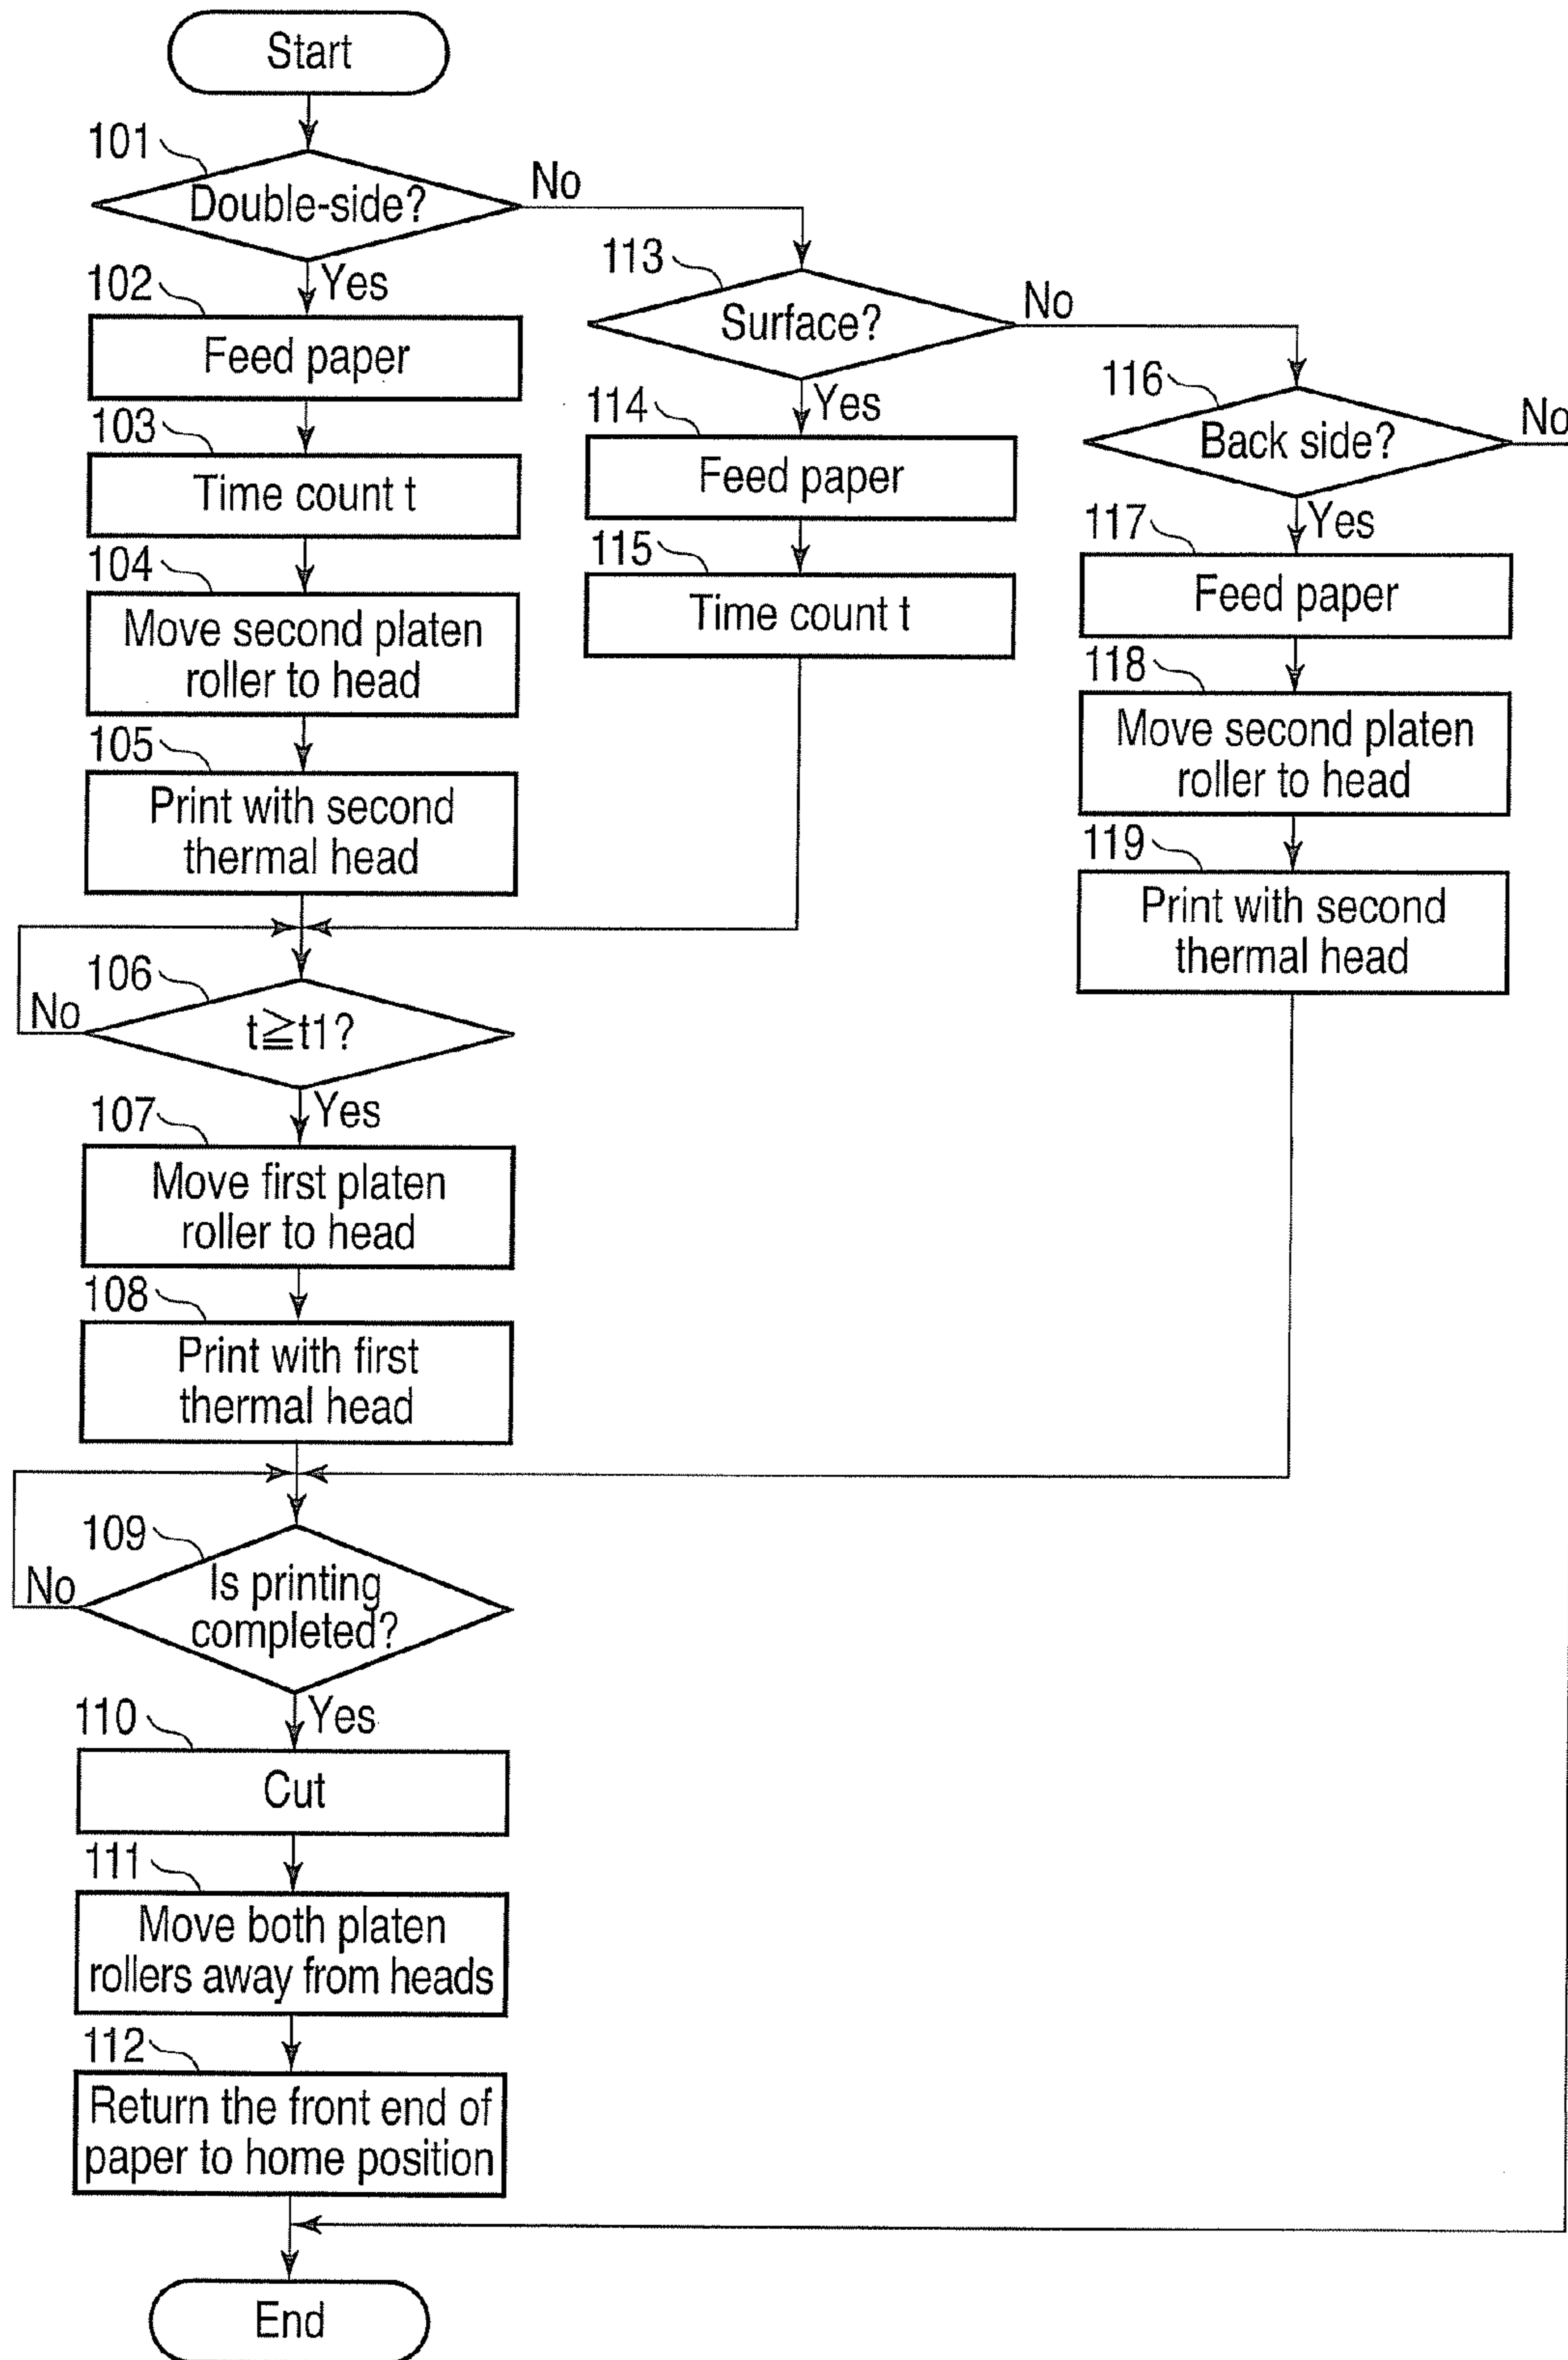 Start
101
Double-side?
No
Yes
102
Feed paper
103
Time count t
104
Move second platen
roller to head
105
Print with second
thermal head
113
Surface?
No
Yes
114
Feed paper
115
Time count t
116
Back side?
No
Yes
117
Feed paper
118
Move second platen
roller to head
119
Print with second
thermal head
106
No
t≧t1?
Yes
107
Move first platen
roller to head
108
Print with first
thermal head
109
No
Is printing
completed?
Yes
110
Cut
111
Move both platen
rollers away from heads
112
Return the front end of
paper to home position
End